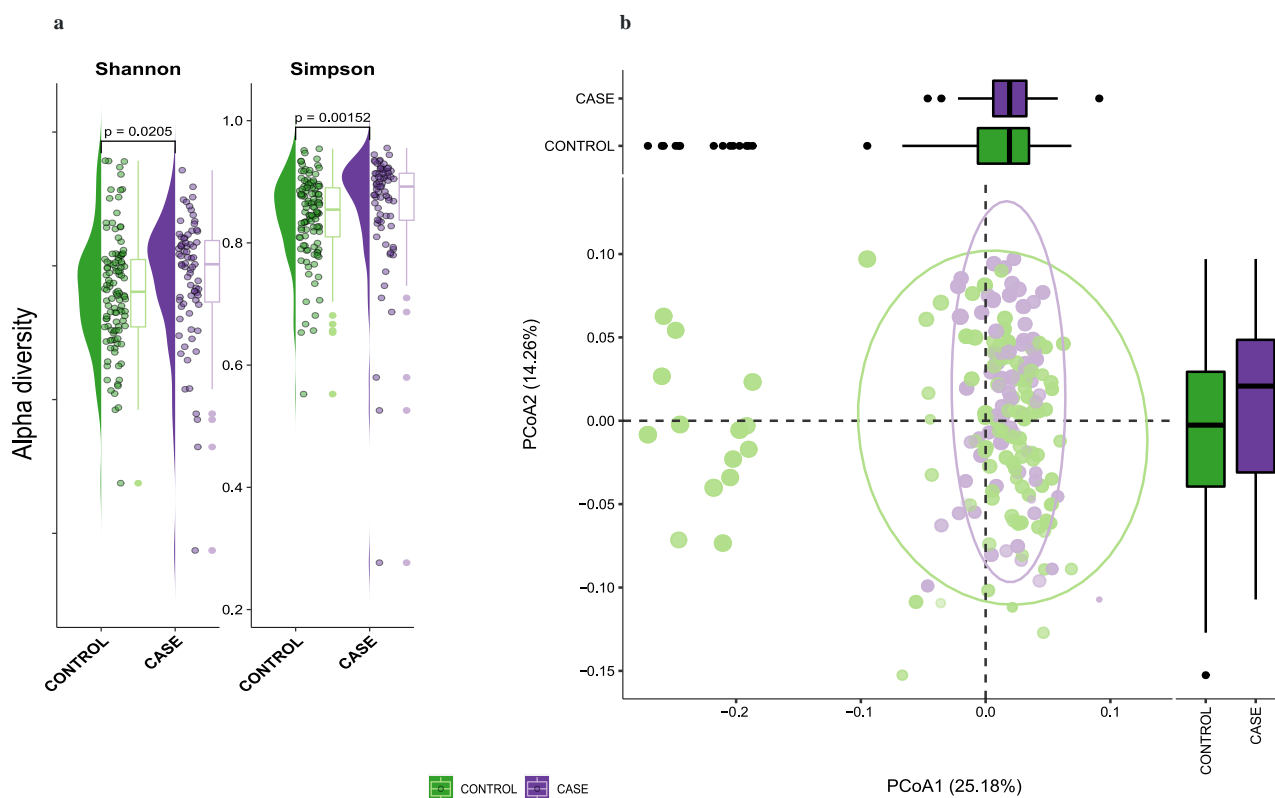 a
Shannon
Simpson
p = 0.0205
p = 0.00152
Alpha diversity
1.0
0.8
0.6
0.4
0.2
CONTROL
CASE
CONTROL
CASE
b
CASE
CONTROL
PCoA2 (14.26%)
0.10
0.05
0.00
−0.05
−0.10
−0.15
−0.2
−0.1
0.0
0.1
CONTROL
CASE
PCoA1 (25.18%)
CONTROL CASE